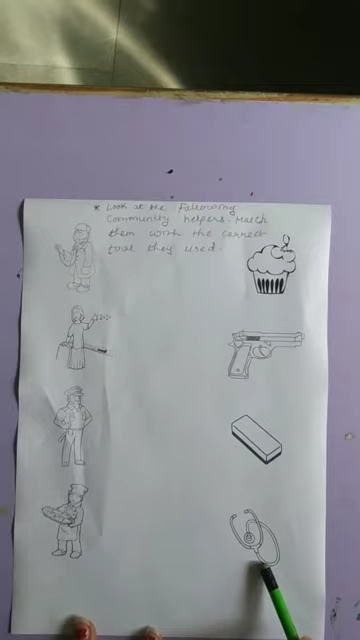 * Look at the following
Community helpers. Match
them with the correct
tool they used.